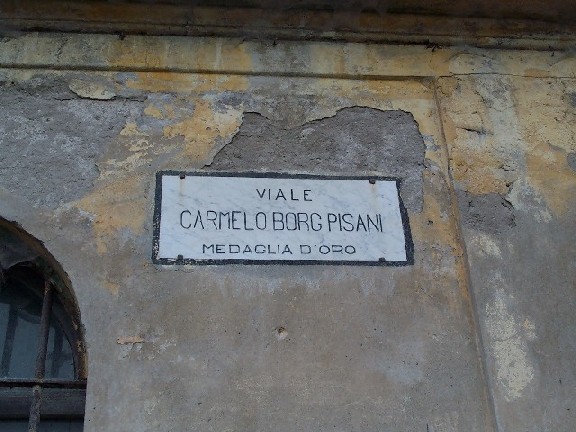 VIALE
CARMELO BORG PISANI
MEDAGLIA D'ORO